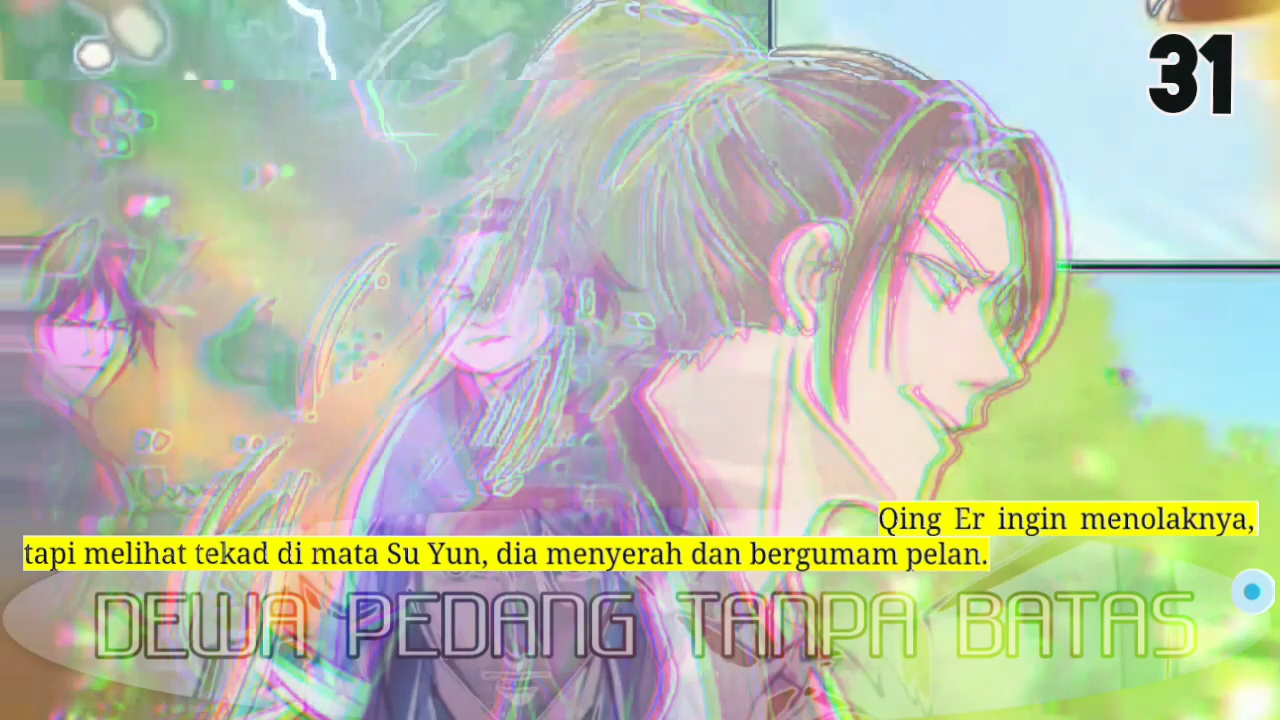 31
Qing Er ingin menolaknya,
tapi melihat tekad di mata Su Yun, dia menyerah dan bergumam pelan.
DEWA PEDANG TANPA BATAS